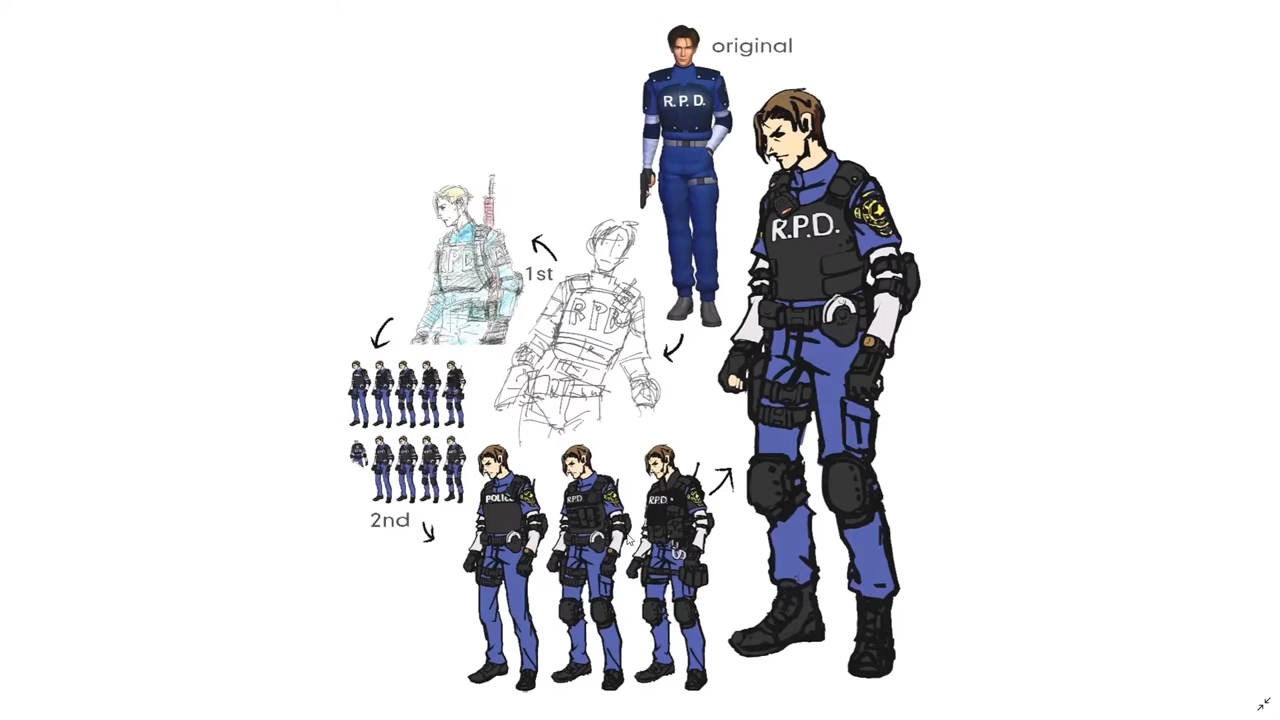 original
R.P.D.
R.P.D.
1st
RPD
RPD
2nd
POLICE
R.P.D
R.P.D